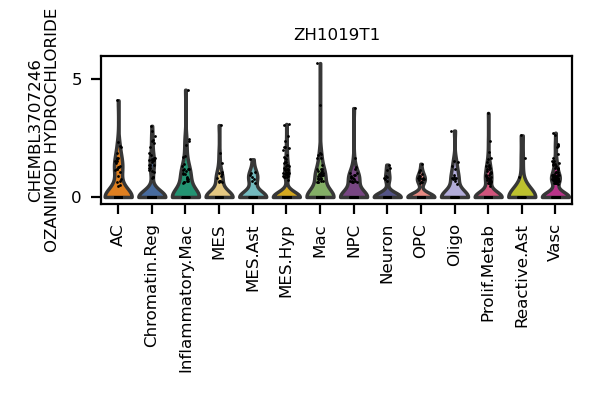 ZH1019T1
CHEMBL3707246
OZANIMOD HYDROCHLORIDE
5
0
AC
Chromatin.Reg
Inflammatory.Mac
MES
MES.Ast
MES.Hyp
Mac
NPC
Neuron
OPC
Oligo
Prolif.Metab
Reactive.Ast
Vasc